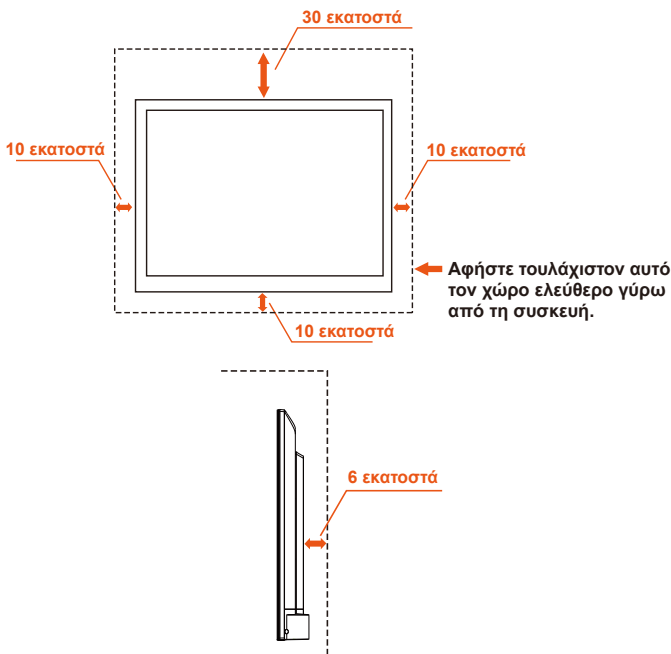 30 εκατοστά
10 εκατοστά
10 εκατοστά
Αφήστε τουλάχιστον αυτό
τον χώρο ελεύθερο γύρω
από τη συσκευή.
10 εκατοστά
6 εκατοστά